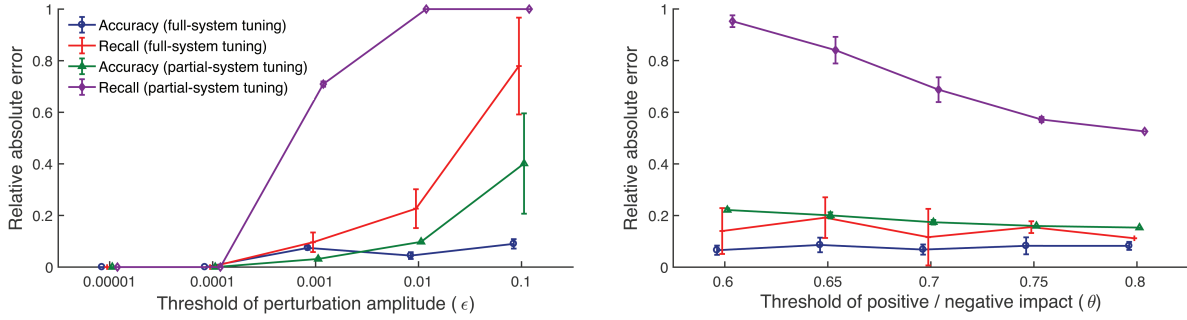 Relative absolute error
1
0.8
0.6
0.4
0.2
0
Accuracy (full-system tuning)
Recall (full-system tuning)
Accuracy (partial-system tuning)
Recall (partial-system tuning)
0.00001 0.0001 0.001 0.01 0.1
Threshold of perturbation amplitude ( ϵ )
Relative absolute error
1
0.8
0.6
0.4
0.2
0
0.6 0.65 0.7 0.75 0.8
Threshold of positive / negative impact ( θ )